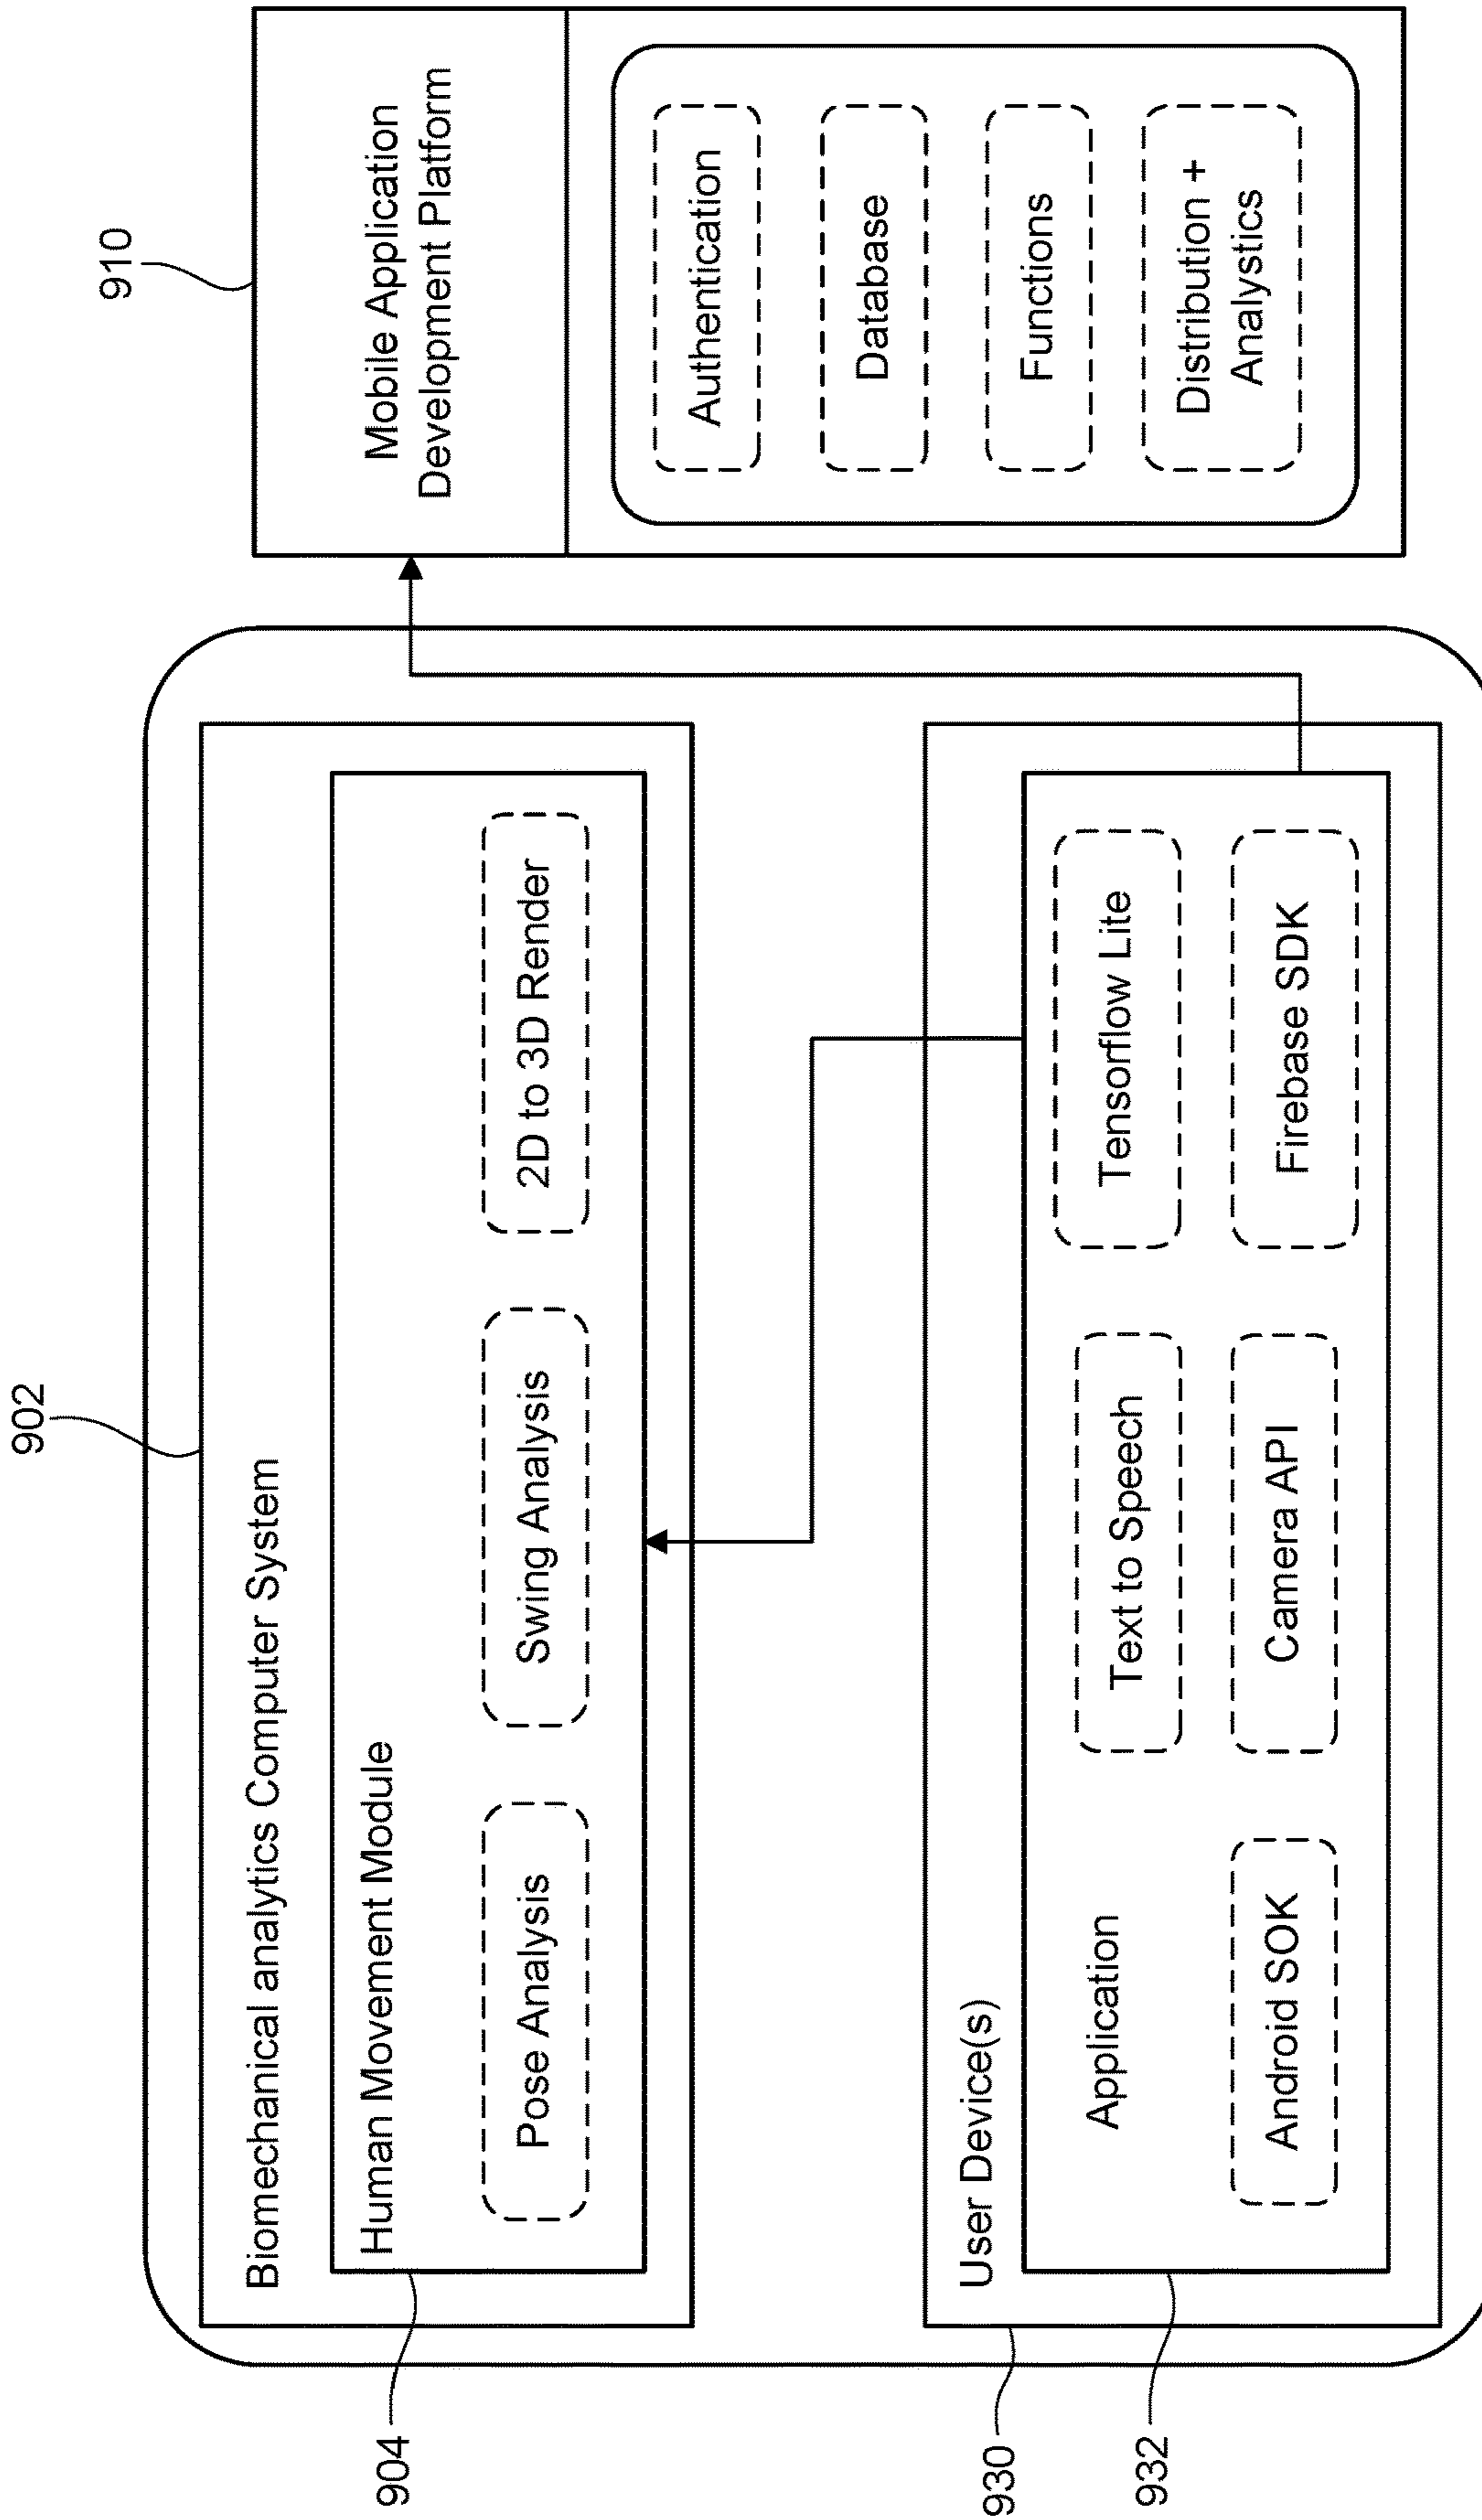 902
Biomechanical analytics Computer System
904
Human Movement Module
Pose Analysis
Swing Analysis
2D to 3D Render
930
User Device(s)
932
Application
Text to Speech
Tensorflow Lite
Android SOK
Camera API
Firebase SDK
910
Mobile Application
Development Platform
Authentication
Database
Functions
Distribution +
Analystics